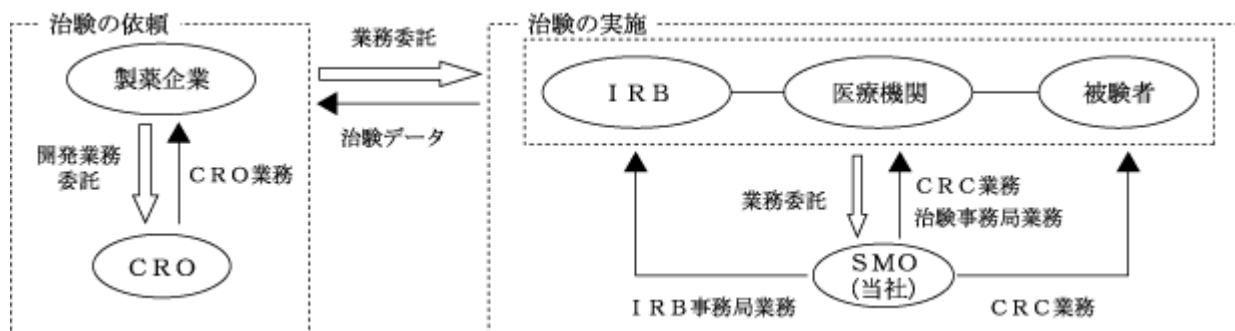 治験の依頼
製薬企業
開発業務
委託
ＣＲＯ業務
ＣＲＯ
業務委託
治験データ
治験の実施
ＩＲＢ
医療機関
被験者
業務委託
ＣＲＣ業務
治験事務局業務
ＳＭＯ
(当社)
ＩＲＢ事務局業務
ＣＲＣ業務